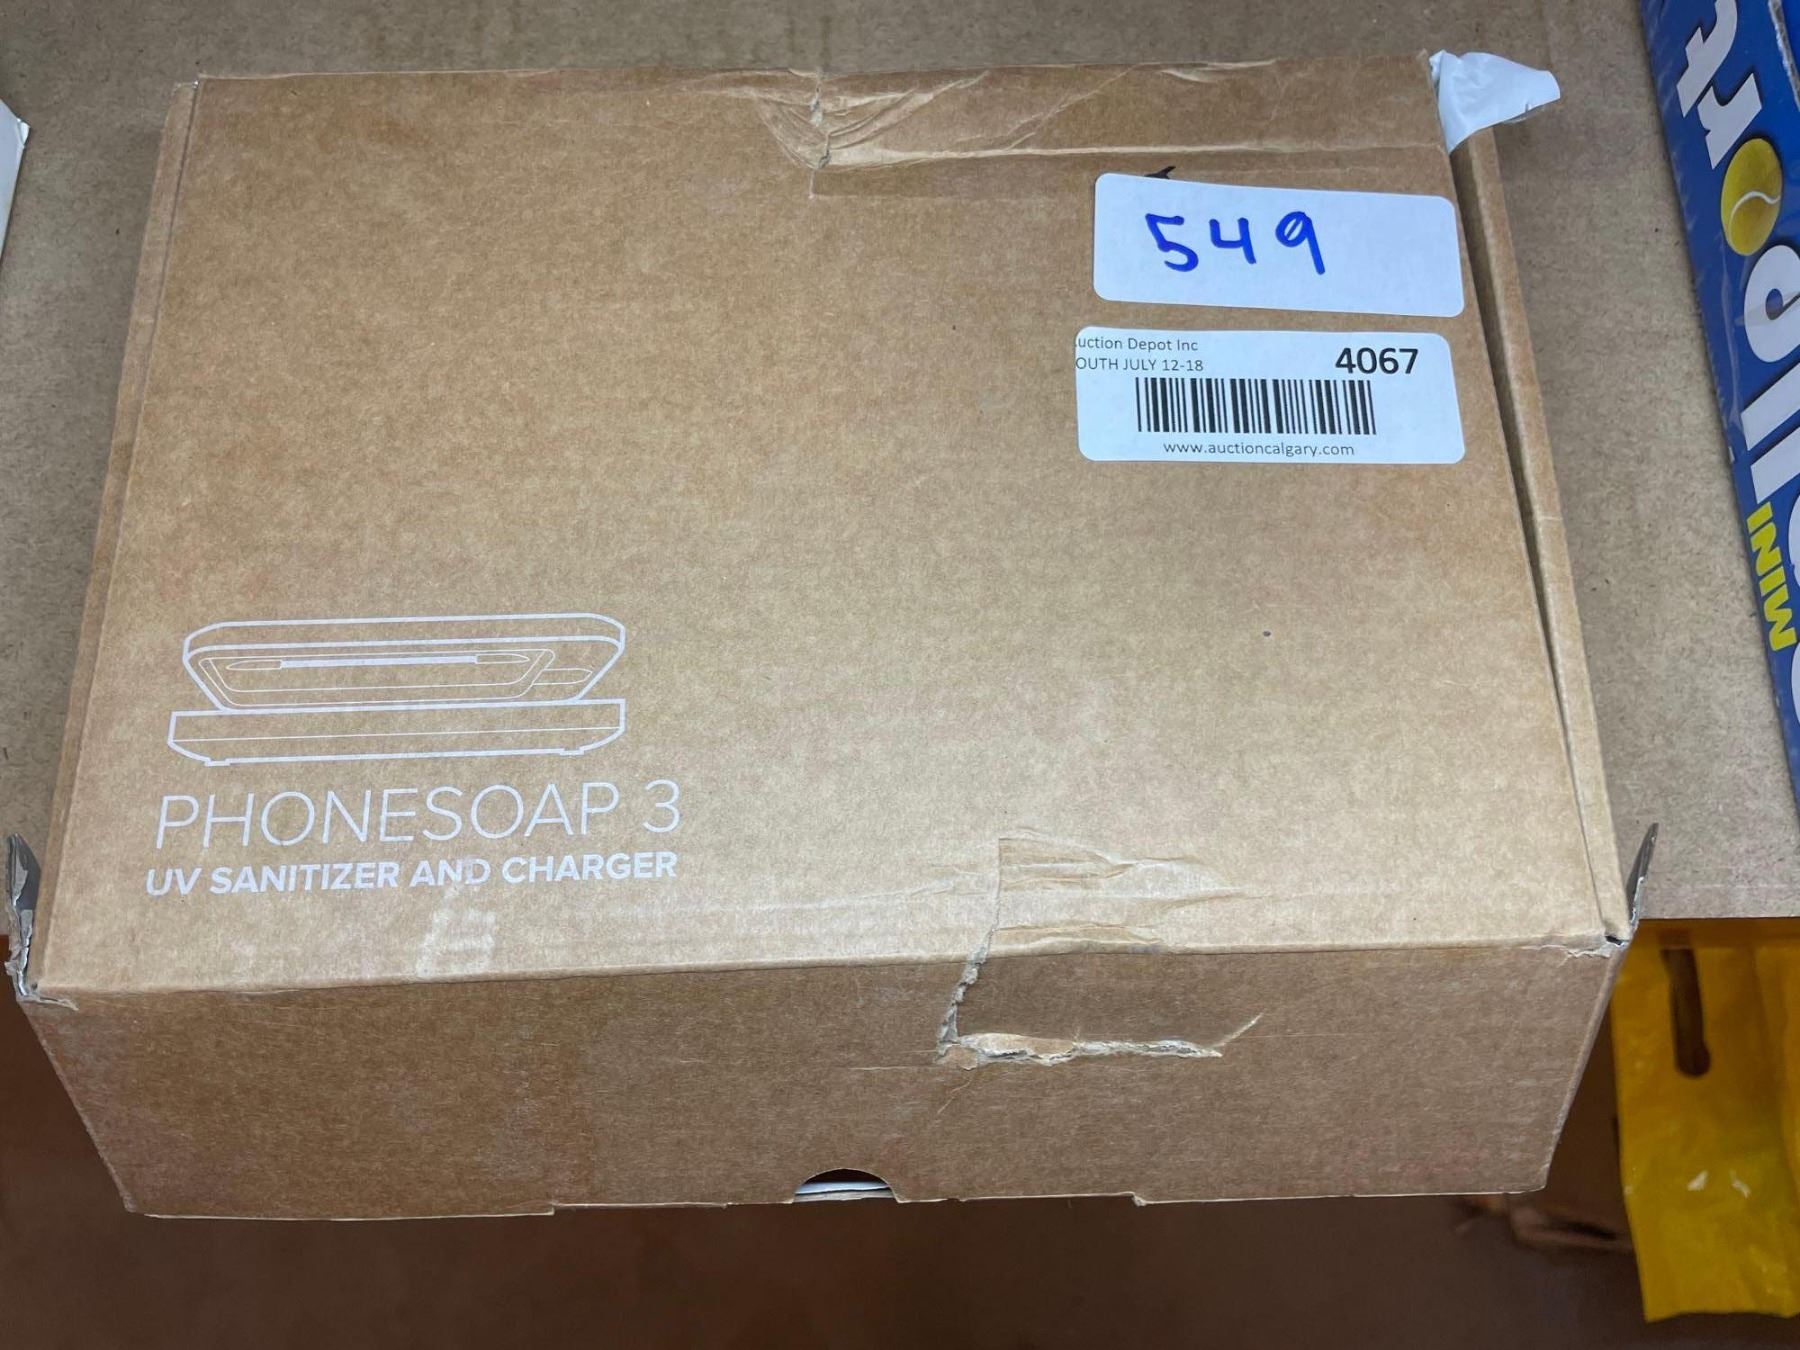 549
uction Depot Inc
OUTH JULY 12-18
4067
www.auctioncalgary.com
PHONESOAP 3
UV SANITIZER AND CHARGER
MINI